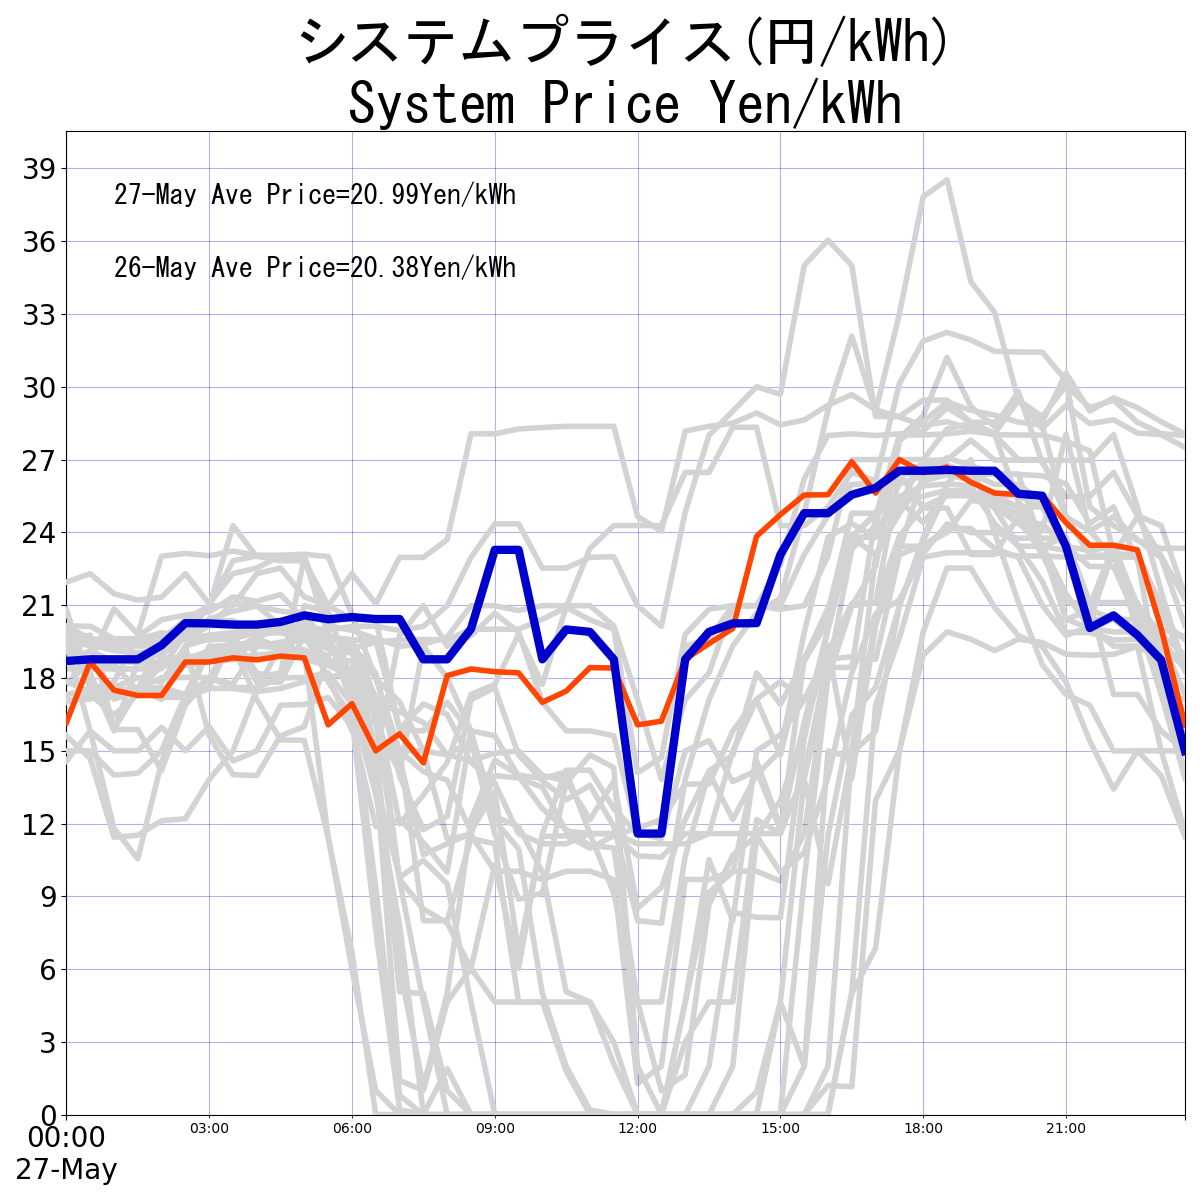 システムプライス(円/kWh)
System Price Yen/kWh
27-May Ave Price=20.99Yen/kWh
26-May Ave Price=20.38Yen/kWh
39
36
33
30
27
24
21
18
15
12
9
6
3
0
00:00 03:00 06:00 09:00 12:00 15:00 18:00 21:00
27-May